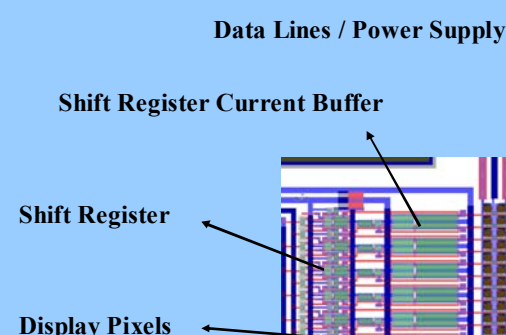 Data Lines / Power Supply
Shift Register Current Buffer
Shift Register
Display Pixels